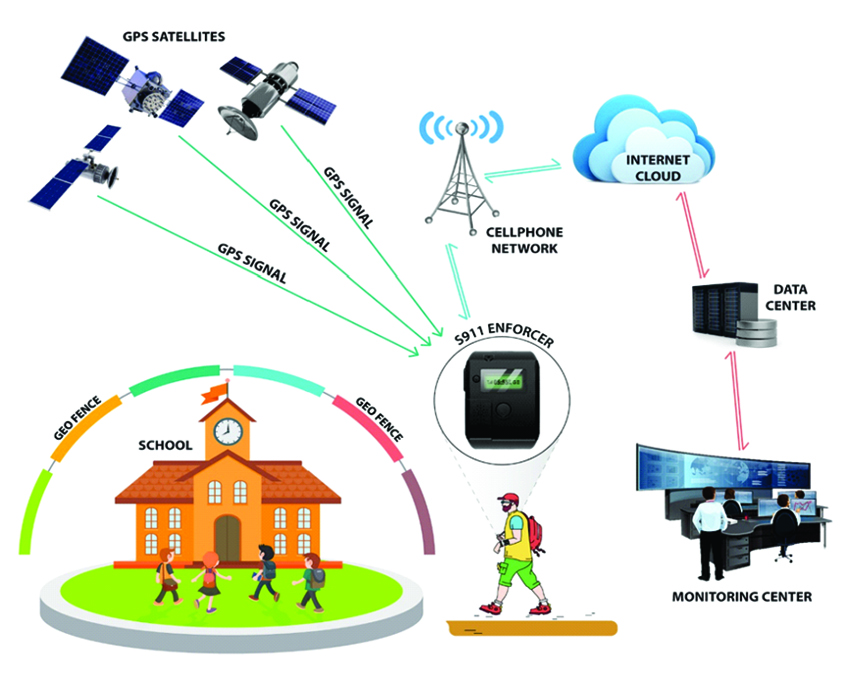 GPS SATELLITES
GPS SIGNAL
GPS SIGNAL
GPS SIGNAL
INTERNET
CLOUD
CELLPHONE
NETWORK
DATA
CENTER
S911 ENFORCER
GEO FENCE
GEO FENCE
SCHOOL
MONITORING CENTER